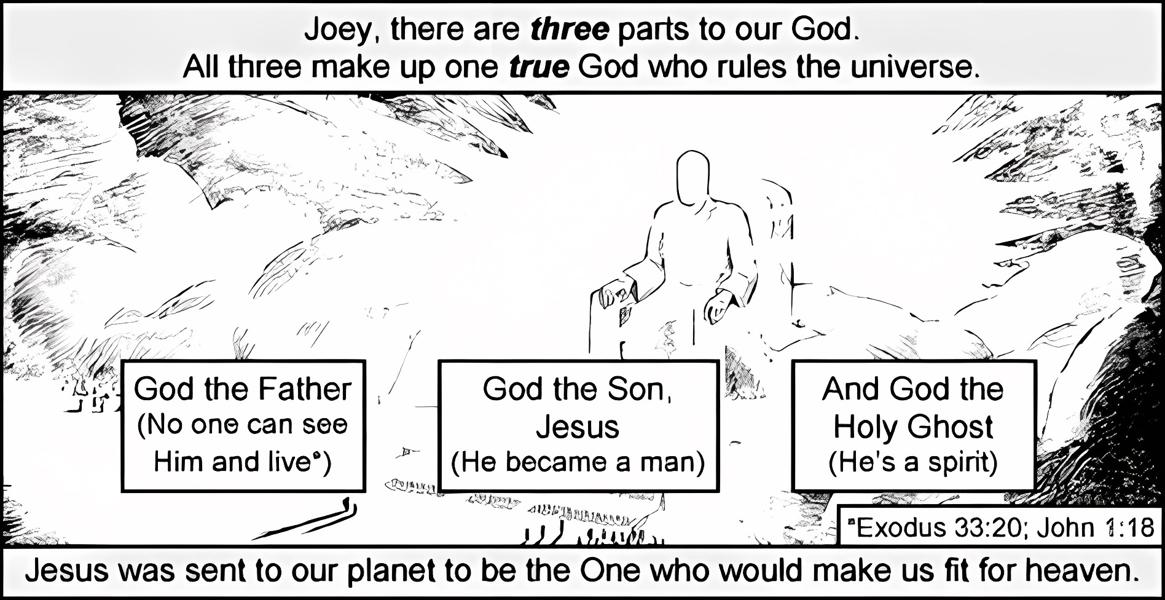 Joey, there are three parts to our God.
All three make up one true God who rules the universe.
God the Father
(No one can see
Him and live*)
God the Son,
Jesus
(He became a man)
And God the
Holy Ghost
(He's a spirit)
*Exodus 33:20; John 1:18
Jesus was sent to our planet to be the One who would make us fit for heaven.